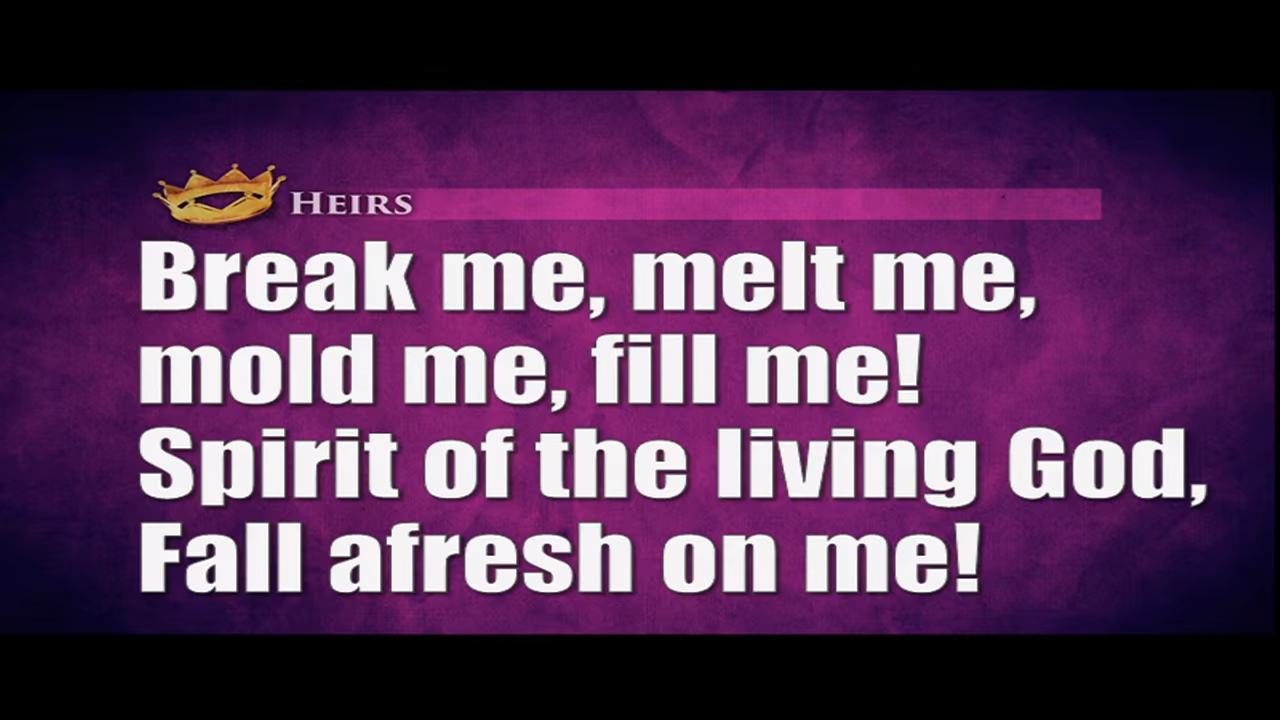 Heirs
Break me, melt me,
mold me, fill me!
Spirit of the living God,
Fall afresh on me!